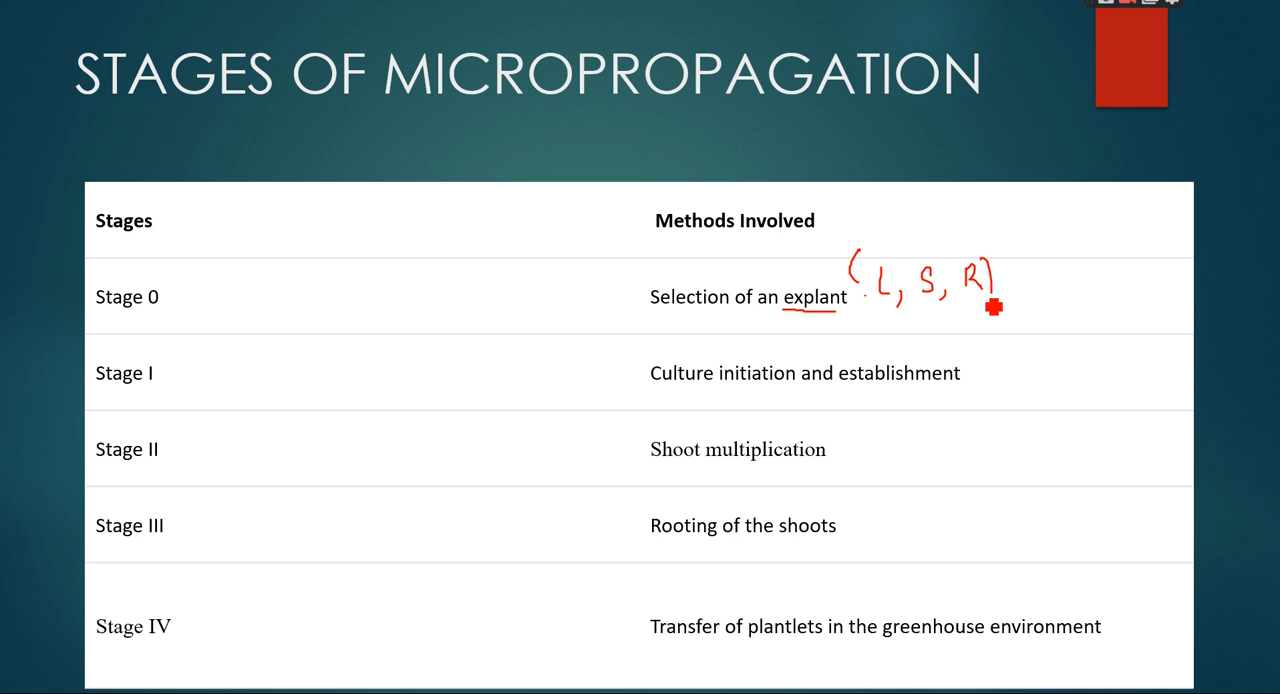 STAGES OF MICROPROPAGATION
Stages Methods Involved
(L, S, R)
Stage 0 Selection of an explant
Stage I Culture initiation and establishment
Stage II Shoot multiplication
Stage III Rooting of the shoots
Stage IV Transfer of plantlets in the greenhouse environment